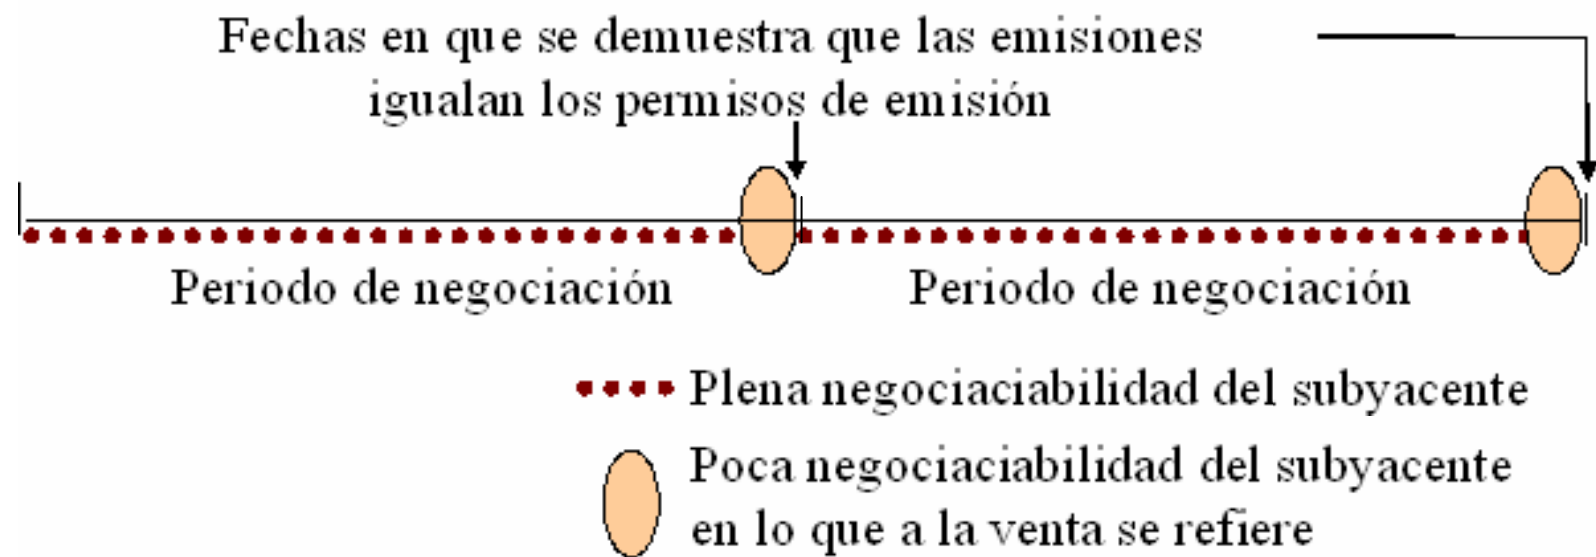 Fechas en que se demuestra que las emisiones
igualan los permisos de emisión
Periodo de negociación
Periodo de negociación
Plena negociaciabilidad del subyacente
Poca negociaciabilidad del subyacente
en lo que a la venta se refiere